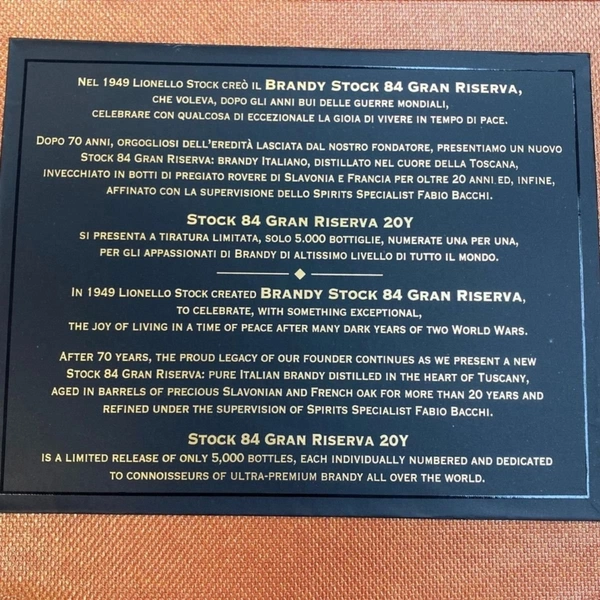 Nel 1949 Lionello Stock creò il Brandy Stock 84 Gran Riserva,
che voleva, dopo gli anni bui delle guerre mondiali,
celebrare con qualcosa di eccezionale la gioia di vivere in tempo di pace.
Dopo 70 anni, orgogliosi dell'eredità lasciata dal nostro fondatore, presentiamo un nuovo
Stock 84 Gran Riserva: brandy Italiano, distillato nel cuore della Toscana,
invecchiato in botti di pregiato rovere di Slavonia e Francia per oltre 20 anni ed, infine,
affinato con la supervisione dello Spirits Specialist Fabio Bacchi.
Stock 84 Gran Riserva 20Y
si presenta a tiratura limitata, solo 5.000 bottiglie, numerate una per una,
per gli appassionati di Brandy di altissimo livello di tutto il mondo.
In 1949 Lionello Stock created Brandy Stock 84 Gran Riserva,
to celebrate, with something exceptional,
the joy of living in a time of peace after many dark years of two World Wars.
After 70 years, the proud legacy of our founder continues as we present a new
Stock 84 Gran Riserva: pure Italian brandy distilled in the heart of Tuscany,
aged in barrels of precious Slavonian and French oak for more than 20 years and
refined under the supervision of Spirits Specialist Fabio Bacchi.
Stock 84 Gran Riserva 20Y
is a limited release of only 5,000 bottles, each individually numbered and dedicated
to connoisseurs of ultra-premium brandy all over the world.